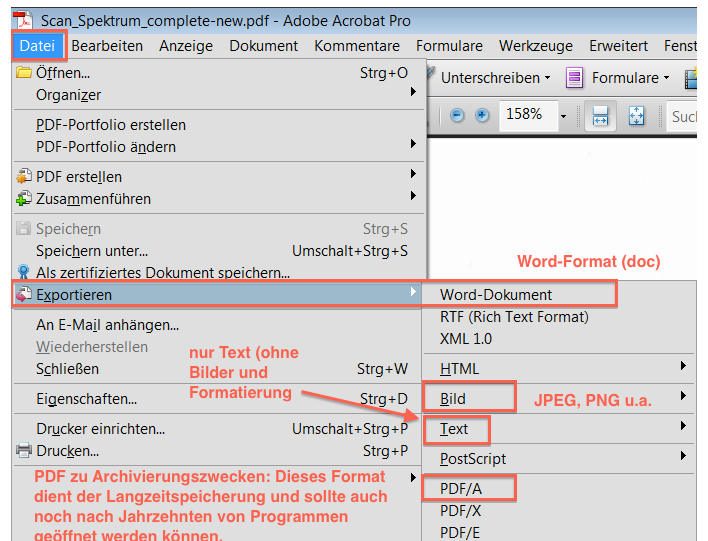 Scan_Spektrum_complete-new.pdf - Adobe Acrobat Pro
Datei Bearbeiten Anzeige Dokument Kommentare Formulare Werkzeuge Erweitert Fenst
Öffnen... Strg+O
Unterschreiben Formulare
Organizer
158% Suc
PDF-Portfolio erstellen
PDF-Portfolio ändern
PDF erstellen
Zusammenführen
Speichern Strg+S
Speichern unter... Umschalt+Strg+S
Als zertifiziertes Dokument speichern...
Word-Format (doc)
Exportieren
Word-Dokument
RTF (Rich Text Format)
XML 1.0
An E-Mail anhängen...
Wiederherstellen
Schließen Strg+W
nur Text (ohne
Bilder und
Formatierung
HTML
Eigenschaften... Strg+D
Bild
JPEG, PNG u.a.
Drucker einrichten... Umschalt+Strg+P
Text
Drucken... Strg+P
PostScript
PDF zu Archivierungszwecken: Dieses Format
dient der Langzeitspeicherung und sollte auch
noch nach Jahrzehnten von Programmen
geöffnet werden können.
PDF/A
PDF/X
PDF/E